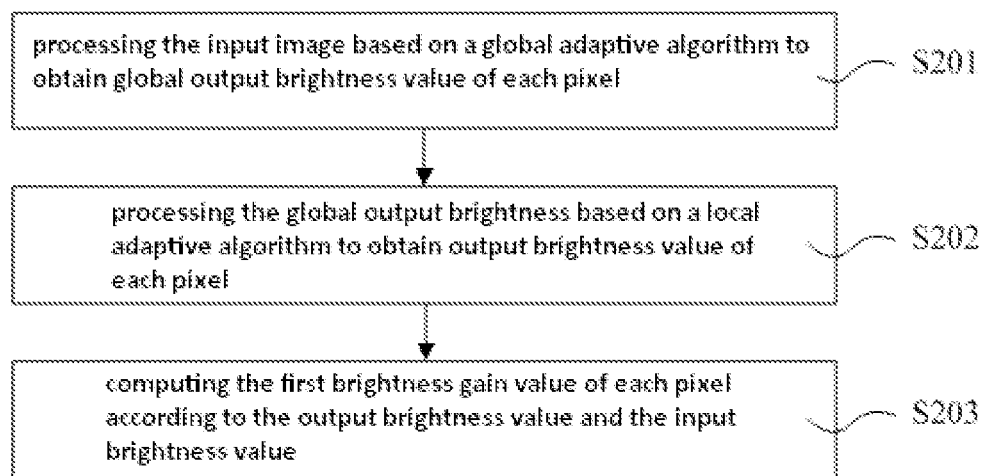 processing the input image based on a global adaptive algorithm to
obtain global output brightness value of each pixel
S201
processing the global output brightness based on a local
adaptive algorithm to obtain output brightness value of
each pixel
S202
computing the first brightness gain value of each pixel
according to the output brightness value and the input
brightness value
S203